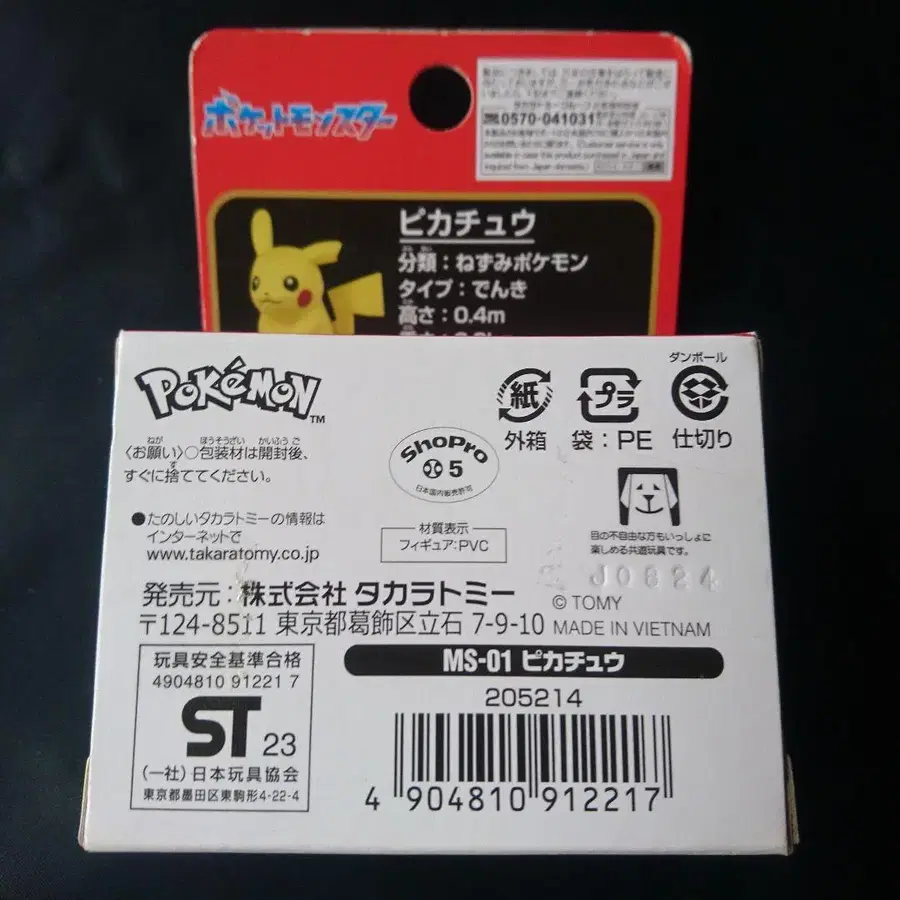 ポケットモンスター
0570-041031
ピカチュウ
分類：ねずみポケモン
タイプ：でんき
高さ：0.4m
POKéMON
TM
〈お願い〉○包装材は開封後、
すぐに捨ててください。
●たのしいタカラトミーの情報は
インターネットで
www.takaratomy.co.jp
ShoPro
5
日本国内販売許可
材質表示
フィギュア：PVC
ダンボール
紙
プラ
外箱
袋：PE
仕切り
目の不自由な方もいっしょに
楽しめる共遊玩具です。
J0624
発売元：株式会社 タカラトミー
© TOMY
〒124-8511 東京都葛飾区立石 7-9-10
MADE IN VIETNAM
玩具安全基準合格
4904810 91221 7
ST 23
(一社)日本玩具協会
東京都墨田区東駒形4-22-4
MS-01 ピカチュウ
205214
4 904810 912217